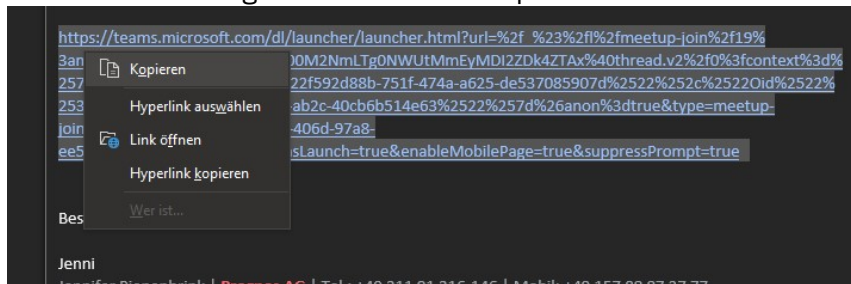 https://teams.microsoft.com/dl/launcher/launcher.html?url=%2f_%23%2fl%2fmeetup-join%2f19%
3am 00M2NmLTg0NWUtMmEyMDI2ZDk4ZTAx%40thread.v2%2f0%3fcontext%3d%
Kopieren
257 22f592d88b-751f-474a-a625-de537085907d%2522%252c%2522Oid%2522%
253 -ab2c-40cb6b514e63%2522%257d%26anon%3dtrue&type=meetup-
Hyperlink auswählen
join -406d-97a8-
Link öffnen
ee5 sLaunch=true&enableMobilePage=true&suppressPrompt=true
Hyperlink kopieren
Wer ist...
Bes
Jenni